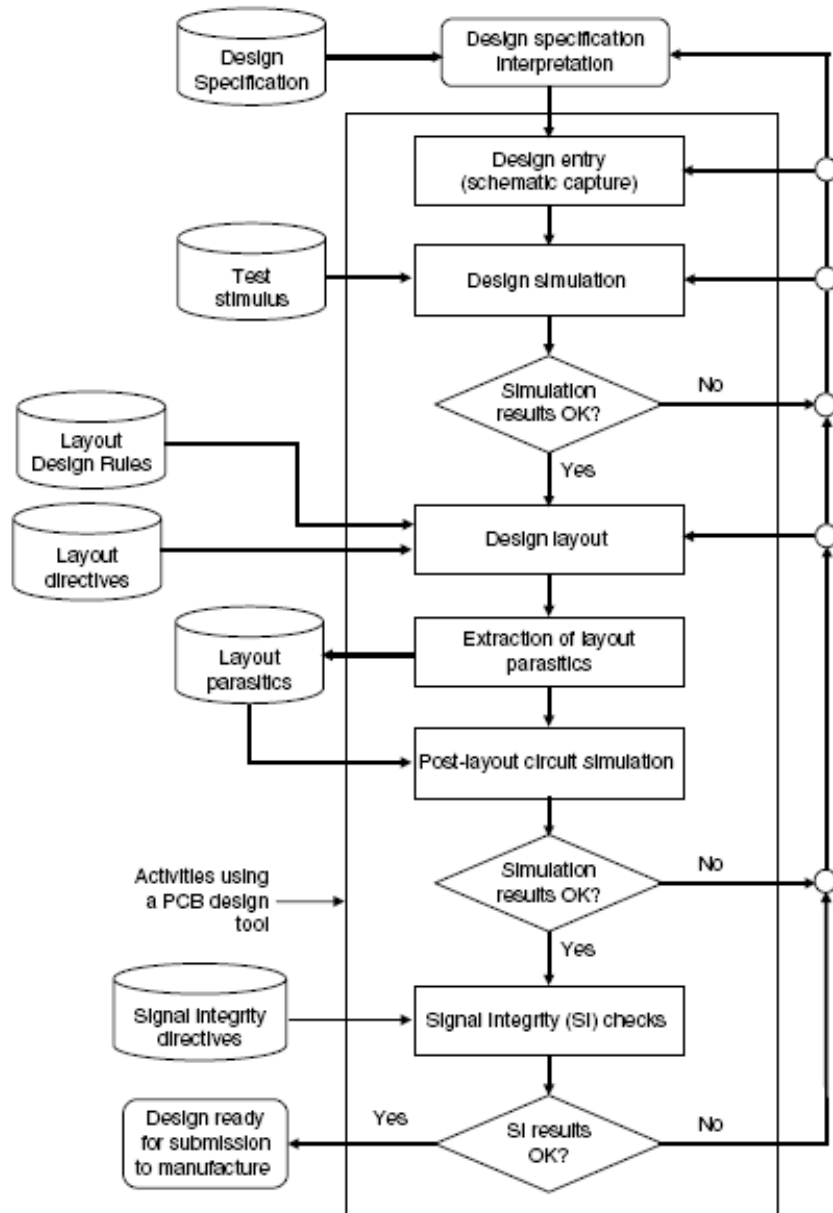 Design
Specification
Design specification
interpretation
Design entry
(schematic capture)
Test
stimulus
Design simulation
Simulation
results OK?
No
Yes
Layout
Design Rules
Layout
directives
Design layout
Layout
parasitics
Extraction of layout
parasitics
Post-layout circuit simulation
Simulation
results OK?
No
Yes
Activities using
a PCB design
tool
Signal Integrity
directives
Signal Integrity (SI) checks
SI results
OK?
Yes
No
Design ready
for submission
to manufacture